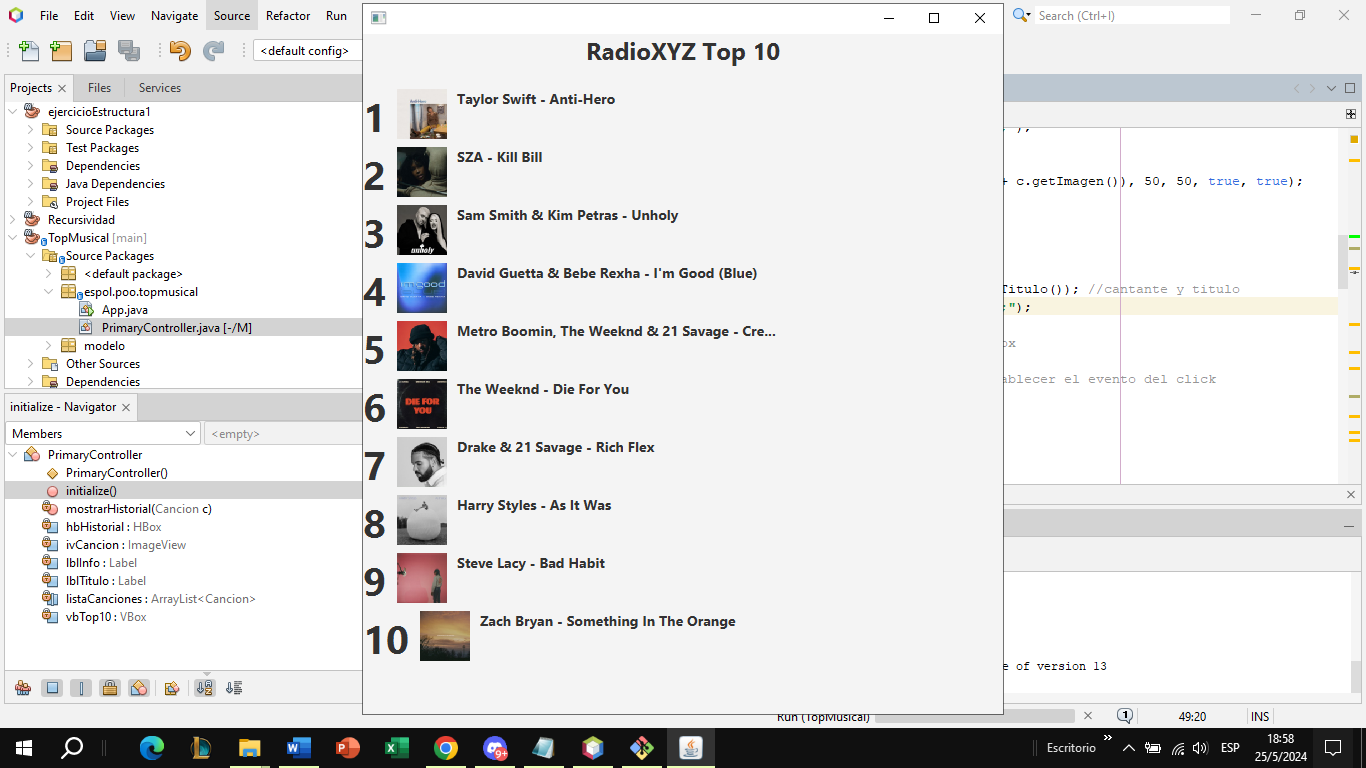 File Edit View Navigate Source Refactor Run
Search (Ctrl+I)
<default config>
RadioXYZ Top 10
Projects Files Services
ejercicioEstructura1
Source Packages
Test Packages
Dependencies
Java Dependencies
Project Files
Recursividad
TopMusical [main]
Source Packages
<default package>
espol.poo.topmusical
App.java
PrimaryController.java [-/M]
modelo
Other Sources
Dependencies
initialize - Navigator
Members
<empty>
PrimaryController
PrimaryController()
initialize()
mostrarHistorial(Cancion c)
hbHistorial : HBox
ivCancion : ImageView
lblInfo : Label
lblTitulo : Label
listaCanciones : ArrayList<Cancion>
vbTop10 : VBox
1 Taylor Swift - Anti-Hero
2 SZA - Kill Bill
3 Sam Smith & Kim Petras - Unholy
unholy
4 David Guetta & Bebe Rexha - I'm Good (Blue)
5 Metro Boomin, The Weeknd & 21 Savage - Cre...
6 The Weeknd - Die For You
DIE FOR
YOU
7 Drake & 21 Savage - Rich Flex
8 Harry Styles - As It Was
9 Steve Lacy - Bad Habit
10 Zach Bryan - Something In The Orange
);
+ c.getImagen()), 50, 50, true, true);
Titulo()); //cantante y titulo
");
ox
ablecer el evento del click
e of version 13
Run (TopMusical)
1
49:20
INS
9+
Escritorio
ESP
18:58
25/5/2024